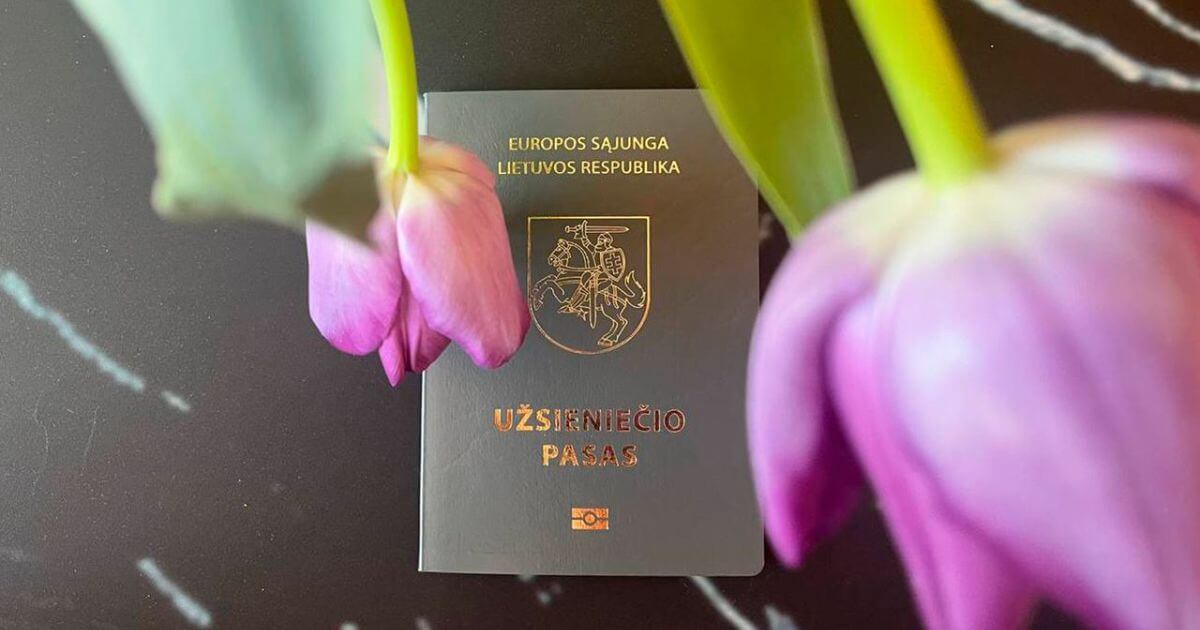 EUROPOS SĄJUNGA
LIETUVOS RESPUBLIKA
UŽSIENIEČIO
PASAS